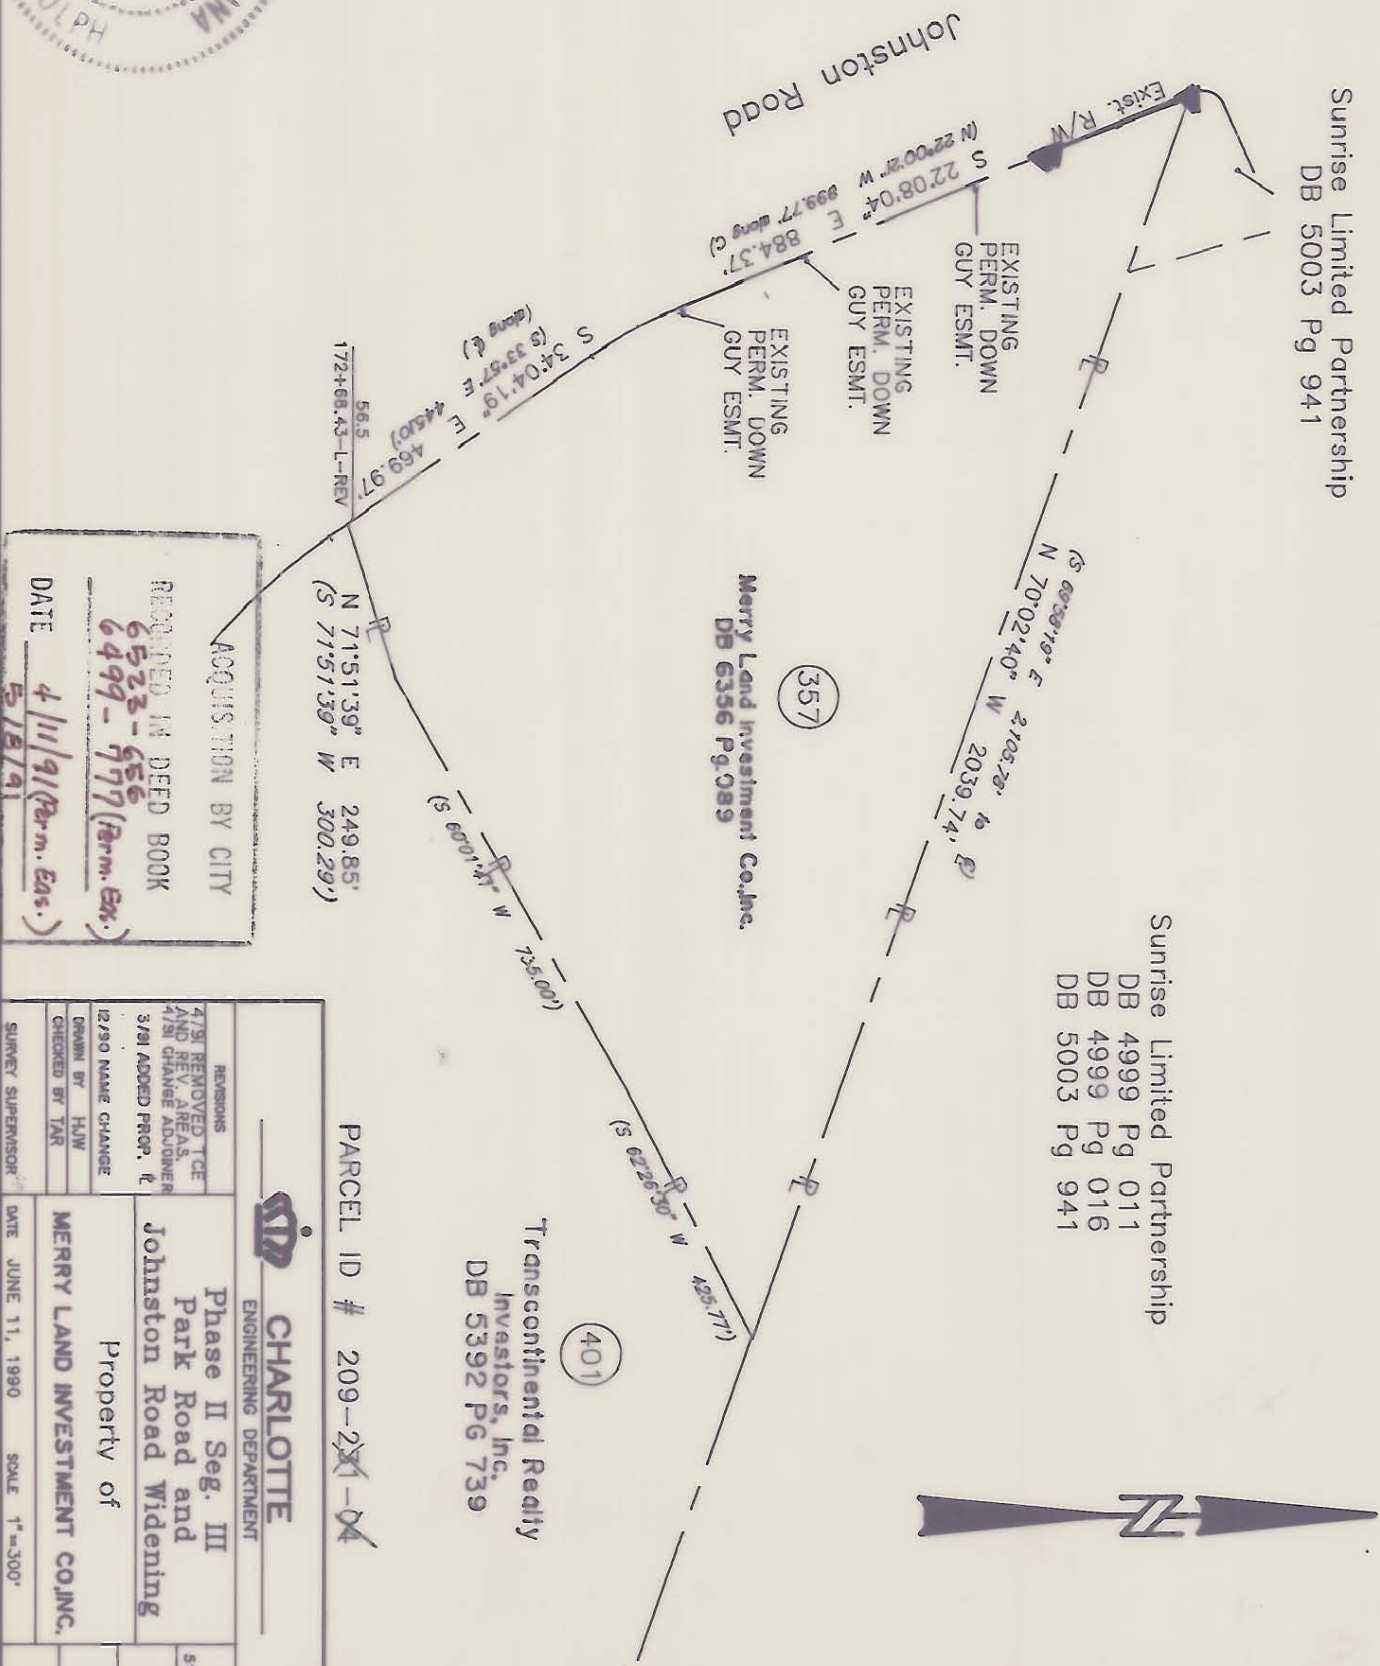 Sunrise Limited Partnership
DB 5003 Pg 941
Johnston Road
Exist. R/W
S 22°08'04" E 884.37'
(N 22°00'21" W 899.77' along ℄)
EXISTING
PERM. DOWN
GUY ESMT.
EXISTING
PERM. DOWN
GUY ESMT.
EXISTING
PERM. DOWN
GUY ESMT.
S 34°04'19" E 469.97'
(S 33°57' E 445.10')
(along ℄)
56.5
172+68.43-L-REV
(S 69°58'19" E 2105.78' to ℄)
N 70°02'40" W 2039.74'
Sunrise Limited Partnership
DB 4999 Pg 011
DB 4999 Pg 016
DB 5003 Pg 941
357
Merry Land Investment Co.,Inc.
DB 6356 Pg.089
N 71°51'39" E 249.85'
(S 71°51'39" W 300.29')
(S 60°01'41" W 735.00')
(S 62°26'30" W 425.77')
401
Transcontinental Realty
Investors, Inc.
DB 5392 PG 739
ACQUISITION BY CITY
RECORDED IN DEED BOOK
6523-656
6499-777 (Perm. Eas.)
DATE 4/11/91 (Perm. Eas.)
5/8/91
PARCEL ID # 209-221-04
CHARLOTTE
ENGINEERING DEPARTMENT
REVISIONS
4/91 REMOVED TCE
AND REV. AREAS.
4/91 CHANGE ADJOINER
3/91 ADDED PROP. ℄
12/90 NAME CHANGE
DRAWN BY HJW
CHECKED BY TAR
SURVEY SUPERVISOR
Phase II Seg. III
Park Road and
Johnston Road Widening
Property of
MERRY LAND INVESTMENT CO,INC.
DATE JUNE 11, 1990 SCALE 1"=300'